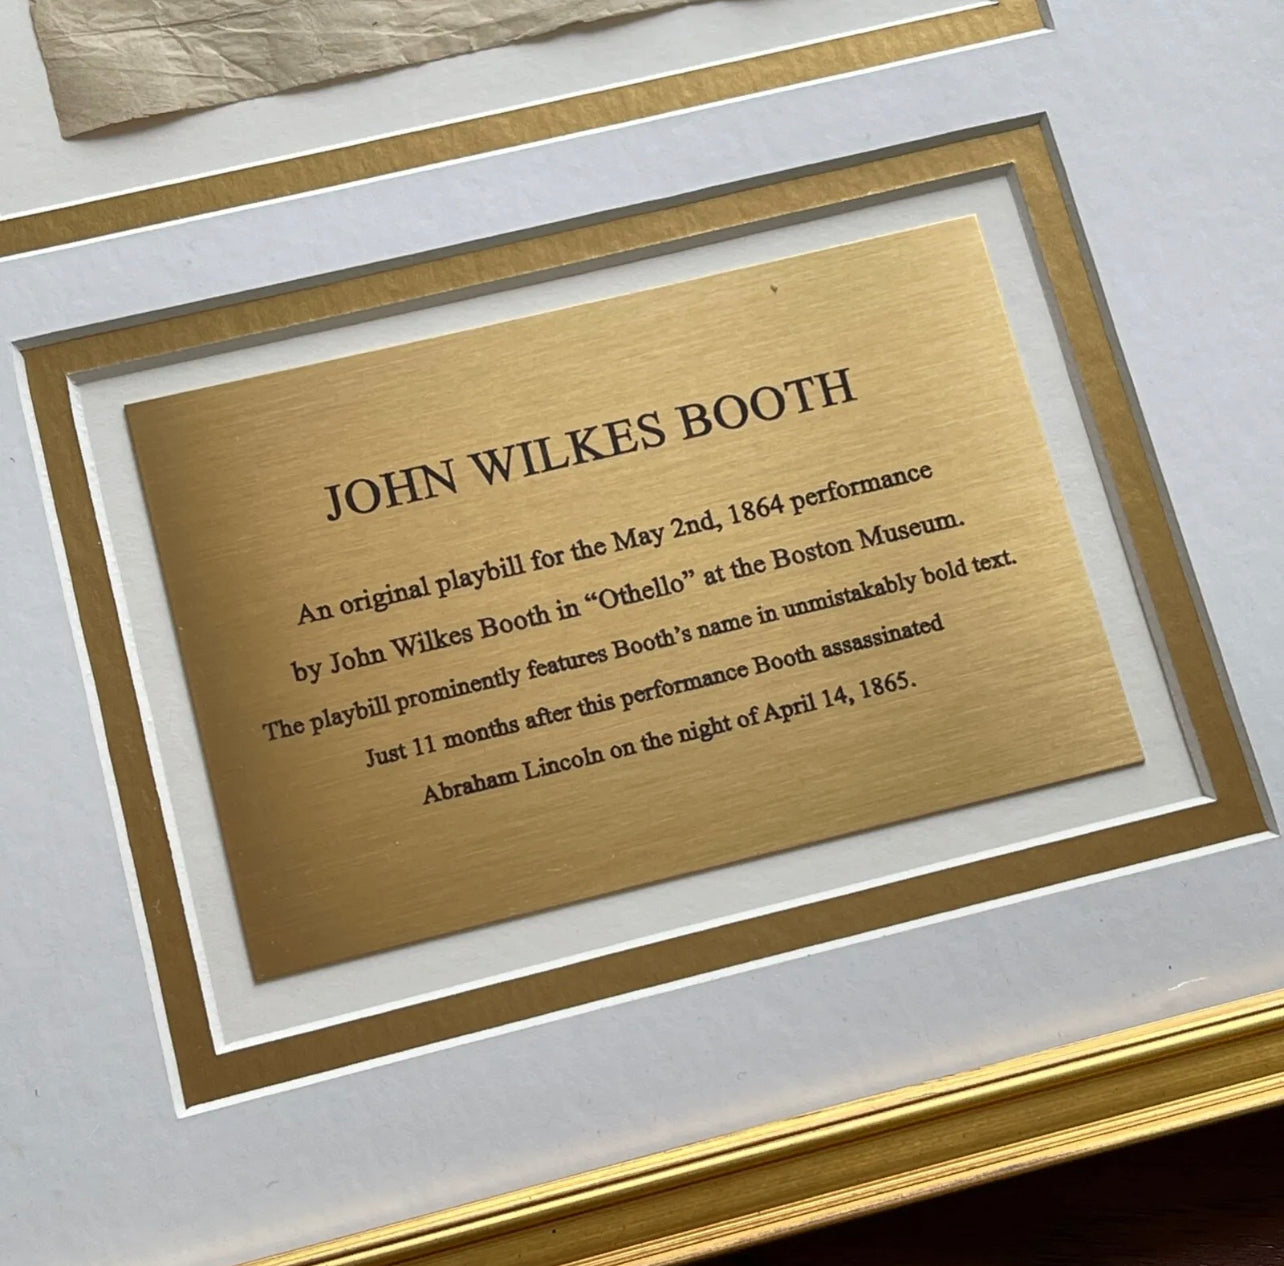 JOHN WILKES BOOTH
An original playbill for the May 2nd, 1864 performance
by John Wilkes Booth in “Othello” at the Boston Museum.
The playbill prominently features Booth’s name in unmistakably bold text.
Just 11 months after this performance Booth assassinated
Abraham Lincoln on the night of April 14, 1865.